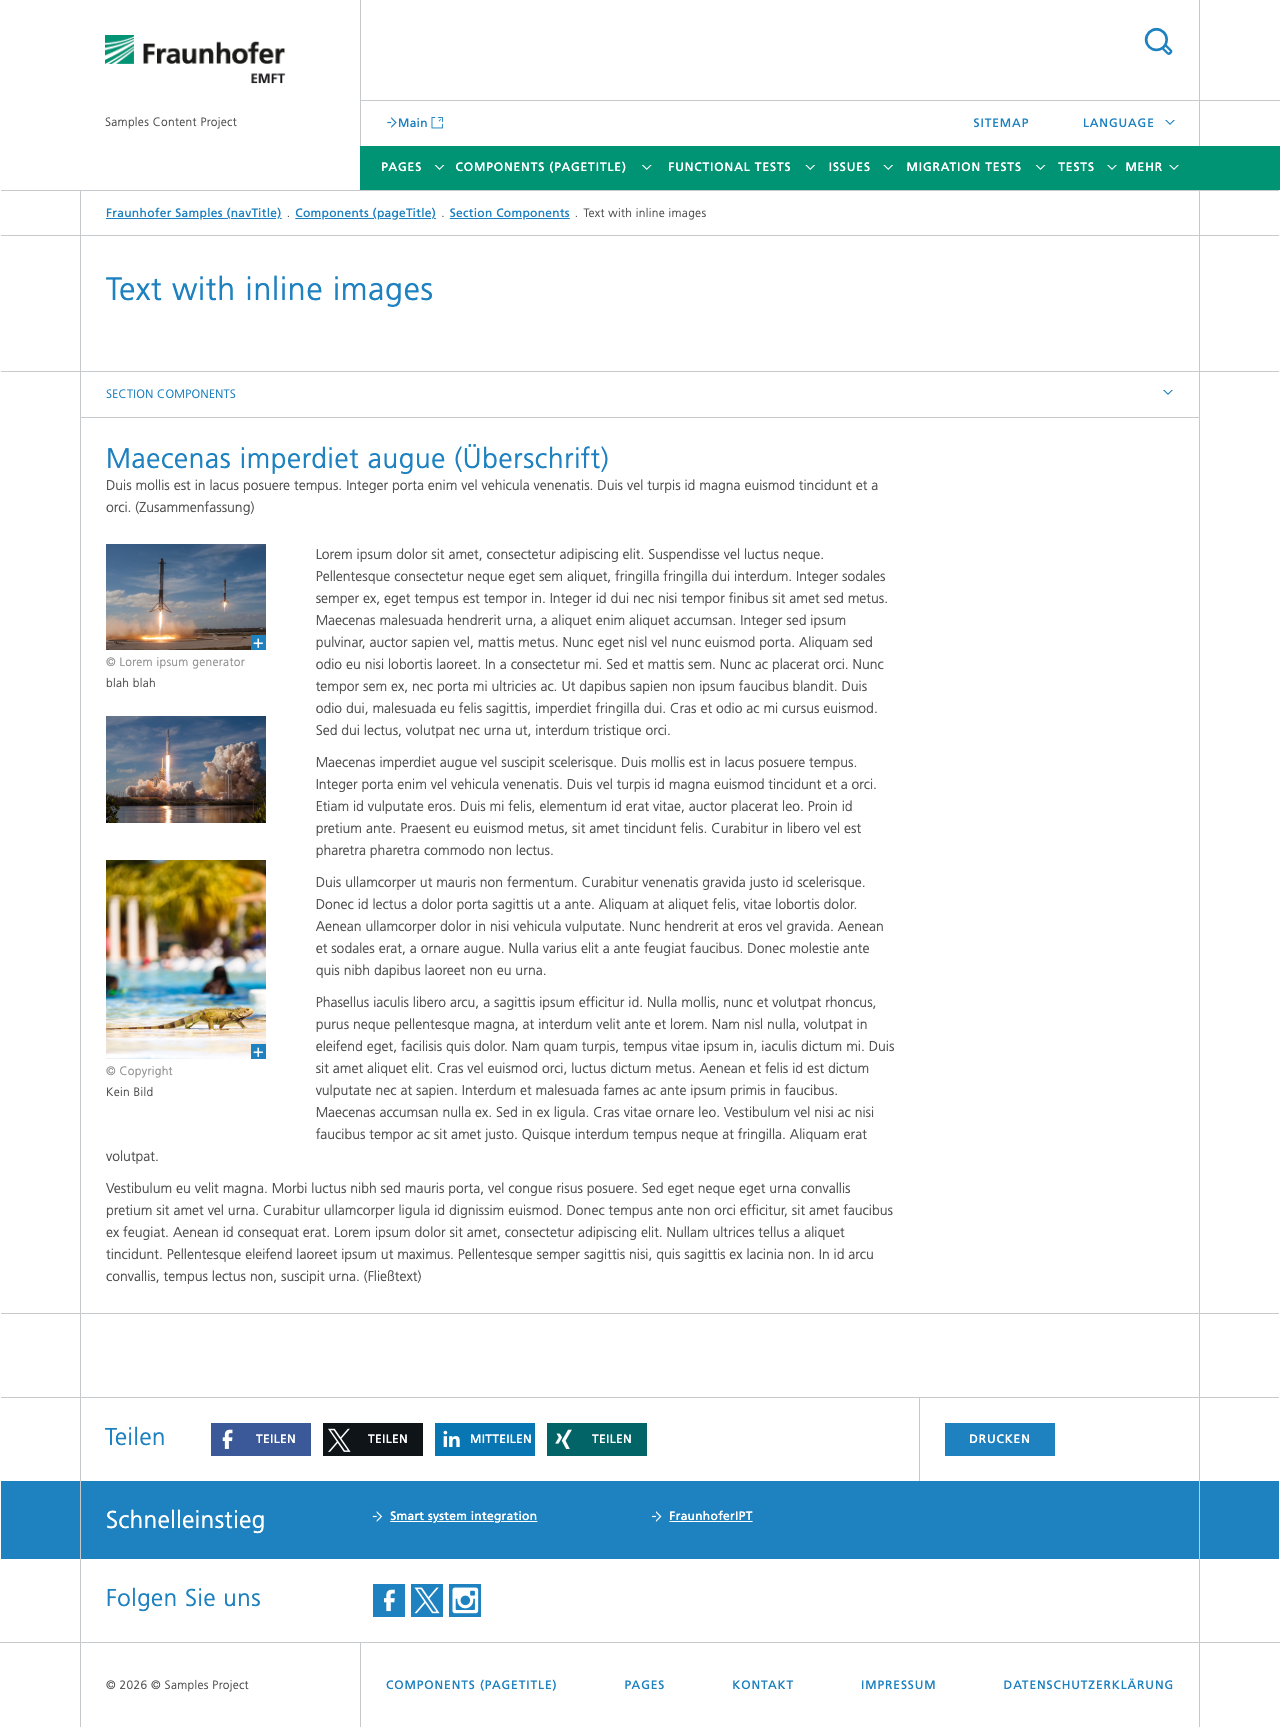 Fraunhofer
EMFT
Samples Content Project
Main
SITEMAP
LANGUAGE
PAGES
COMPONENTS (PAGETITLE)
FUNCTIONAL TESTS
ISSUES
MIGRATION TESTS
TESTS
MEHR
Fraunhofer Samples (navTitle) . Components (pageTitle) . Section Components . Text with inline images
Text with inline images
SECTION COMPONENTS
Maecenas imperdiet augue (Überschrift)
Duis mollis est in lacus posuere tempus. Integer porta enim vel vehicula venenatis. Duis vel turpis id magna euismod tincidunt et a
orci. (Zusammenfassung)
© Lorem ipsum generator
blah blah
© Copyright
Kein Bild
Lorem ipsum dolor sit amet, consectetur adipiscing elit. Suspendisse vel luctus neque.
Pellentesque consectetur neque eget sem aliquet, fringilla fringilla dui interdum. Integer sodales
semper ex, eget tempus est tempor in. Integer id dui nec nisi tempor finibus sit amet sed metus.
Maecenas malesuada hendrerit urna, a aliquet enim aliquet accumsan. Integer sed ipsum
pulvinar, auctor sapien vel, mattis metus. Nunc eget nisl vel nunc euismod porta. Aliquam sed
odio eu nisi lobortis laoreet. In a consectetur mi. Sed et mattis sem. Nunc ac placerat orci. Nunc
tempor sem ex, nec porta mi ultricies ac. Ut dapibus sapien non ipsum faucibus blandit. Duis
odio dui, malesuada eu felis sagittis, imperdiet fringilla dui. Cras et odio ac mi cursus euismod.
Sed dui lectus, volutpat nec urna ut, interdum tristique orci.
Maecenas imperdiet augue vel suscipit scelerisque. Duis mollis est in lacus posuere tempus.
Integer porta enim vel vehicula venenatis. Duis vel turpis id magna euismod tincidunt et a orci.
Etiam id vulputate eros. Duis mi felis, elementum id erat vitae, auctor placerat leo. Proin id
pretium ante. Praesent eu euismod metus, sit amet tincidunt felis. Curabitur in libero vel est
pharetra pharetra commodo non lectus.
Duis ullamcorper ut mauris non fermentum. Curabitur venenatis gravida justo id scelerisque.
Donec id lectus a dolor porta sagittis ut a ante. Aliquam at aliquet felis, vitae lobortis dolor.
Aenean ullamcorper dolor in nisi vehicula vulputate. Nunc hendrerit at eros vel gravida. Aenean
et sodales erat, a ornare augue. Nulla varius elit a ante feugiat faucibus. Donec molestie ante
quis nibh dapibus laoreet non eu urna.
Phasellus iaculis libero arcu, a sagittis ipsum efficitur id. Nulla mollis, nunc et volutpat rhoncus,
purus neque pellentesque magna, at interdum velit ante et lorem. Nam nisl nulla, volutpat in
eleifend eget, facilisis quis dolor. Nam quam turpis, tempus vitae ipsum in, iaculis dictum mi. Duis
sit amet aliquet elit. Cras vel euismod orci, luctus dictum metus. Aenean et felis id est dictum
vulputate nec at sapien. Interdum et malesuada fames ac ante ipsum primis in faucibus.
Maecenas accumsan nulla ex. Sed in ex ligula. Cras vitae ornare leo. Vestibulum vel nisi ac nisi
faucibus tempor ac sit amet justo. Quisque interdum tempus neque at fringilla. Aliquam erat
volutpat.
Vestibulum eu velit magna. Morbi luctus nibh sed mauris porta, vel congue risus posuere. Sed eget neque eget urna convallis
pretium sit amet vel urna. Curabitur ullamcorper ligula id dignissim euismod. Donec tempus ante non orci efficitur, sit amet faucibus
ex feugiat. Aenean id consequat erat. Lorem ipsum dolor sit amet, consectetur adipiscing elit. Nullam ultrices tellus a aliquet
tincidunt. Pellentesque eleifend laoreet ipsum ut maximus. Pellentesque semper sagittis nisi, quis sagittis ex lacinia non. In id arcu
convallis, tempus lectus non, suscipit urna. (Fließtext)
Teilen
TEILEN
TEILEN
MITTEILEN
TEILEN
DRUCKEN
Schnelleinstieg
Smart system integration
FraunhoferIPT
Folgen Sie uns
© 2026 © Samples Project
COMPONENTS (PAGETITLE)
PAGES
KONTAKT
IMPRESSUM
DATENSCHUTZERKLÄRUNG